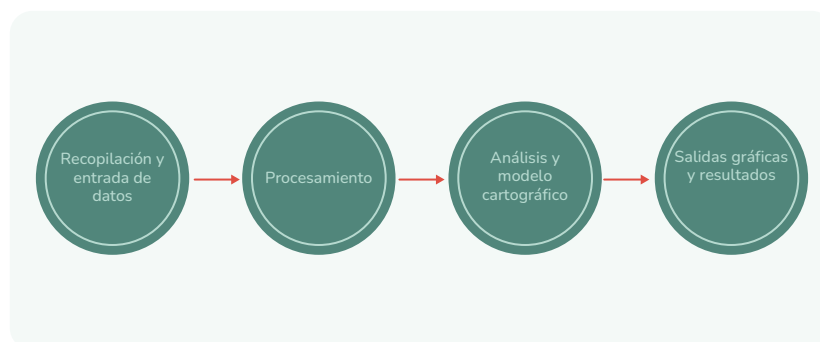 Recopilación y
entrada de
datos
Procesamiento
Análisis y
modelo
cartográfico
Salidas gráficas
y resultados